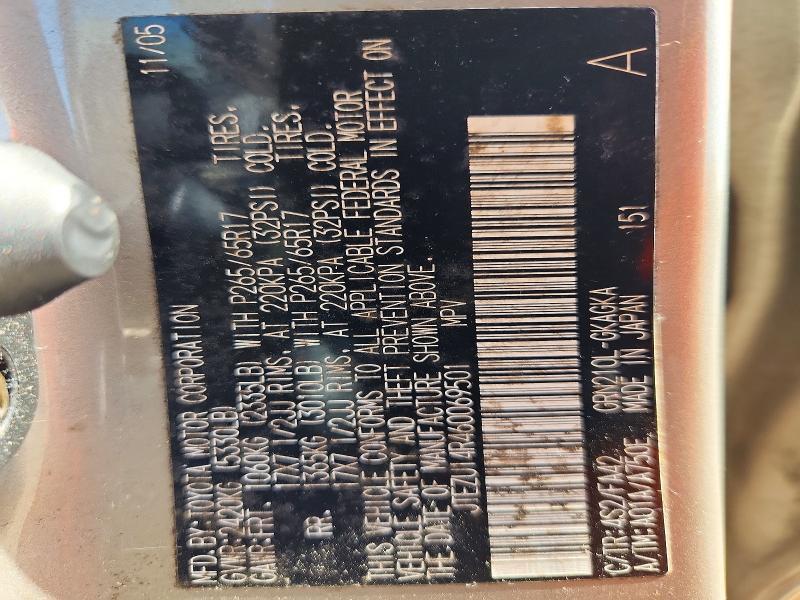 MFD. BY: TOYOTA MOTOR CORPORATION 11/05
GVWR: 2420KG (5330LB)
GAWR: FRT 1060KG (2335LB) WITH P265/65R17 TIRES.
17X7 1/2JJ RIMS. AT 220KPA (32PSI) COLD.
RR. 1365KG (3010LB) WITH P265/65R17 TIRES.
17X7 1/2JJ RIMS. AT 220KPA (32PSI) COLD.
THIS VEHICLE CONFORMS TO ALL APPLICABLE FEDERAL MOTOR
VEHICLE SAFETY AND THEFT PREVENTION STANDARDS IN EFFECT ON
THE DATE OF MANUFACTURE SHOWN ABOVE.
JTEZU14R460069501 MPV
C/TR: 4S2/FM42 GRN210L-GKAGKA 151
A/TM: A01M/A750E MADE IN JAPAN A